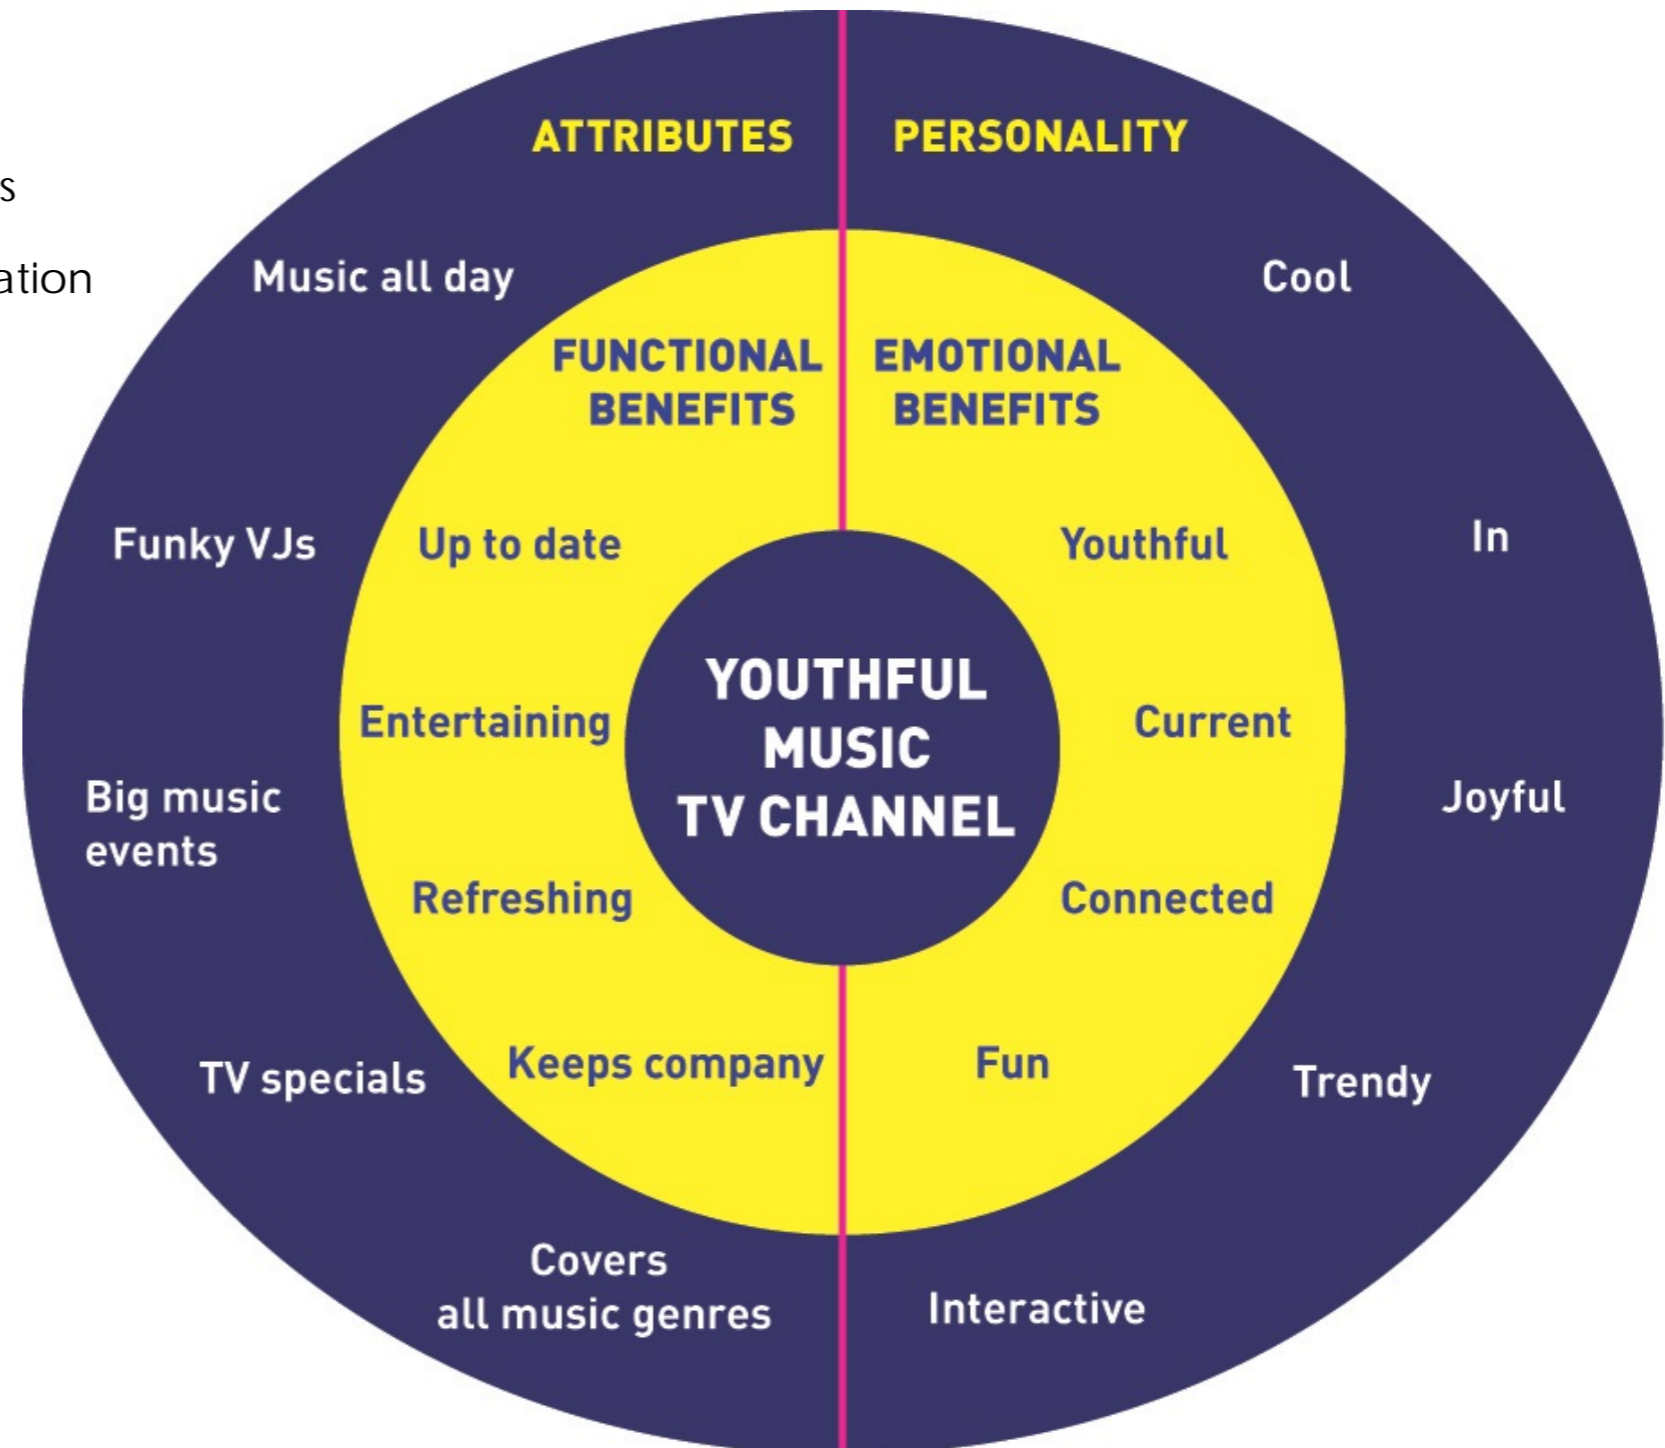 s
ation
ATTRIBUTES
Music all day
Funky VJs
Big music
events
TV specials
Covers
all music genres
PERSONALITY
Cool
In
Joyful
Trendy
Interactive
FUNCTIONAL
BENEFITS
Up to date
Entertaining
Refreshing
Keeps company
EMOTIONAL
BENEFITS
Youthful
Current
Connected
Fun
YOUTHFUL
MUSIC
TV CHANNEL